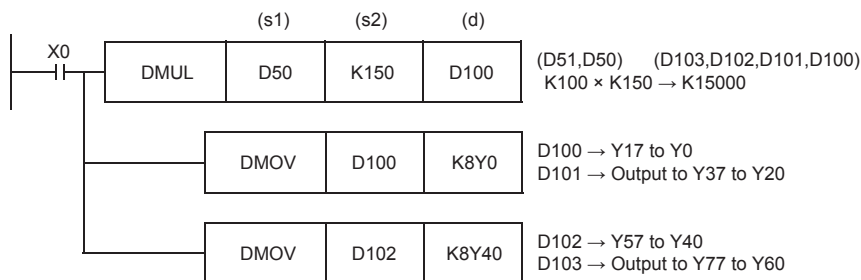 (s1) (s2) (d)
X0
DMUL D50 K150 D100
(D51,D50) (D103,D102,D101,D100)
K100 × K150 → K15000
DMOV D100 K8Y0
D100 → Y17 to Y0
D101 → Output to Y37 to Y20
DMOV D102 K8Y40
D102 → Y57 to Y40
D103 → Output to Y77 to Y60